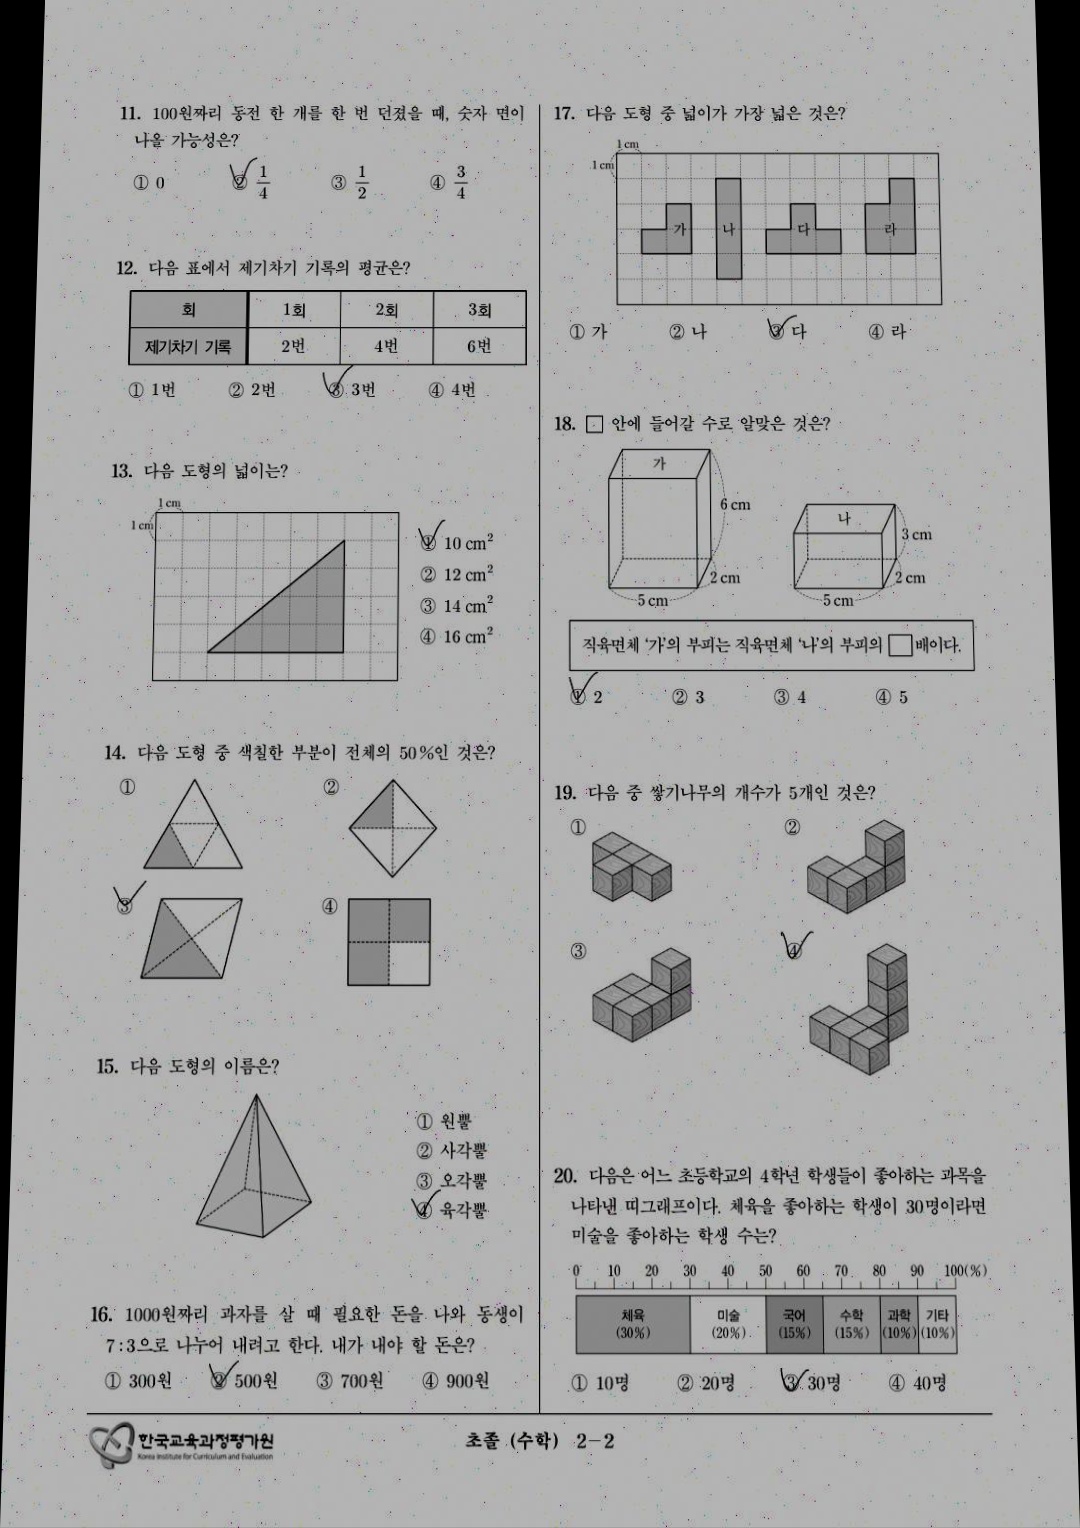 11. 100원짜리 동전 한 개를 한 번 던졌을 때, 숫자 면이
나올 가능성은?
① 0 ② 1/4 ③ 1/2 ④ 3/4
12. 다음 표에서 제기차기 기록의 평균은?
회 1회 2회 3회
제기차기 기록 2번 4번 6번
① 1번 ② 2번 ③ 3번 ④ 4번
13. 다음 도형의 넓이는?
1 cm
1 cm
① 10 cm²
② 12 cm²
③ 14 cm²
④ 16 cm²
14. 다음 도형 중 색칠한 부분이 전체의 50%인 것은?
① ②
③ ④
15. 다음 도형의 이름은?
① 원뿔
② 사각뿔
③ 오각뿔
④ 육각뿔
16. 1000원짜리 과자를 살 때 필요한 돈을 나와 동생이
7:3으로 나누어 내려고 한다. 내가 내야 할 돈은?
① 300원 ② 500원 ③ 700원 ④ 900원
17. 다음 도형 중 넓이가 가장 넓은 것은?
1 cm
1 cm
가 나 다 라
① 가 ② 나 ③ 다 ④ 라
18. □ 안에 들어갈 수로 알맞은 것은?
가
6 cm
2 cm
5 cm
나
3 cm
2 cm
5 cm
직육면체 ‘가’의 부피는 직육면체 ‘나’의 부피의 □배이다.
① 2 ② 3 ③ 4 ④ 5
19. 다음 중 쌓기나무의 개수가 5개인 것은?
① ②
③ ④
20. 다음은 어느 초등학교의 4학년 학생들이 좋아하는 과목을
나타낸 띠그래프이다. 체육을 좋아하는 학생이 30명이라면
미술을 좋아하는 학생 수는?
0 10 20 30 40 50 60 70 80 90 100(%)
체육 미술 국어 수학 과학 기타
(30%) (20%) (15%) (15%) (10%) (10%)
① 10명 ② 20명 ③ 30명 ④ 40명
한국교육과정평가원
Korea Institute for Curriculum and Evaluation
초졸 (수학) 2-2